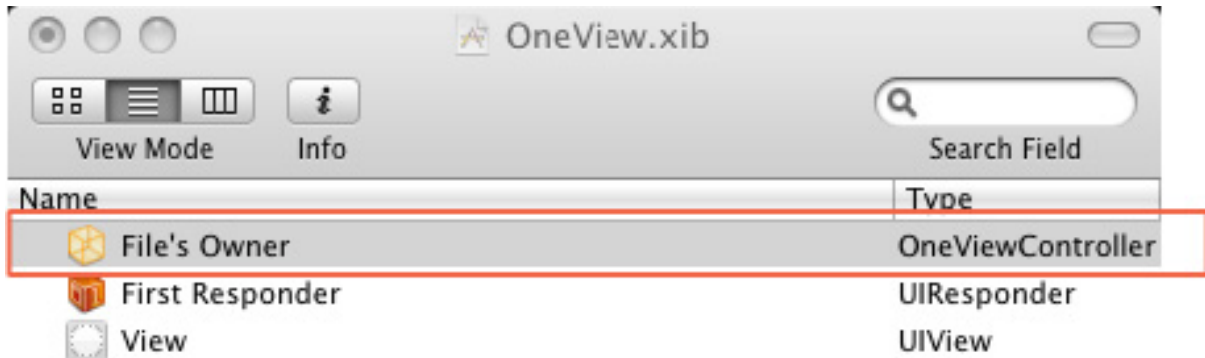 OneView.xib
View Mode Info Search Field
Name Type
File's Owner OneViewController
First Responder UIResponder
View UIView